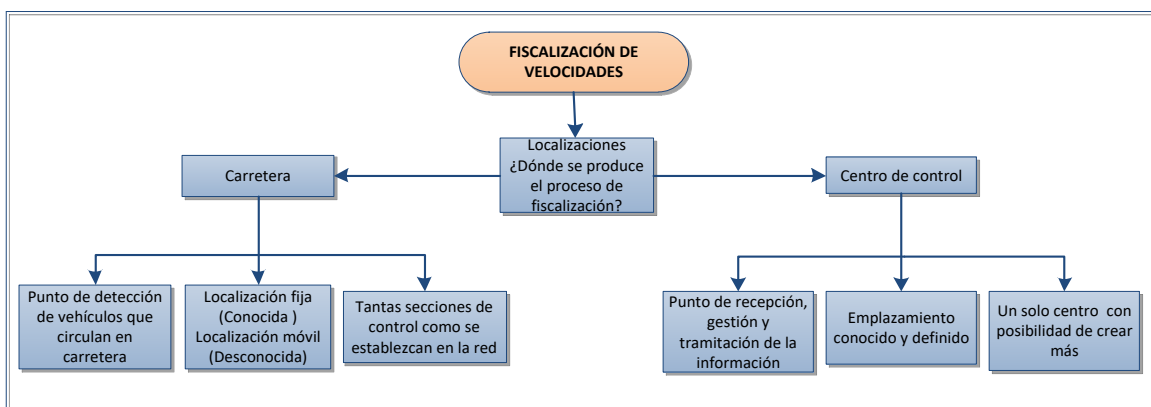 FISCALIZACIÓN DE
VELOCIDADES
Localizaciones
¿Dónde se produce
el proceso de
fiscalización?
Carretera
Centro de control
Punto de detección
de vehículos que
circulan en
carretera
Localización fija
(Conocida )
Localización móvil
(Desconocida)
Tantas secciones de
control como se
establezcan en la red
Punto de recepción,
gestión y
tramitación de la
información
Emplazamiento
conocido y definido
Un solo centro con
posibilidad de crear
más